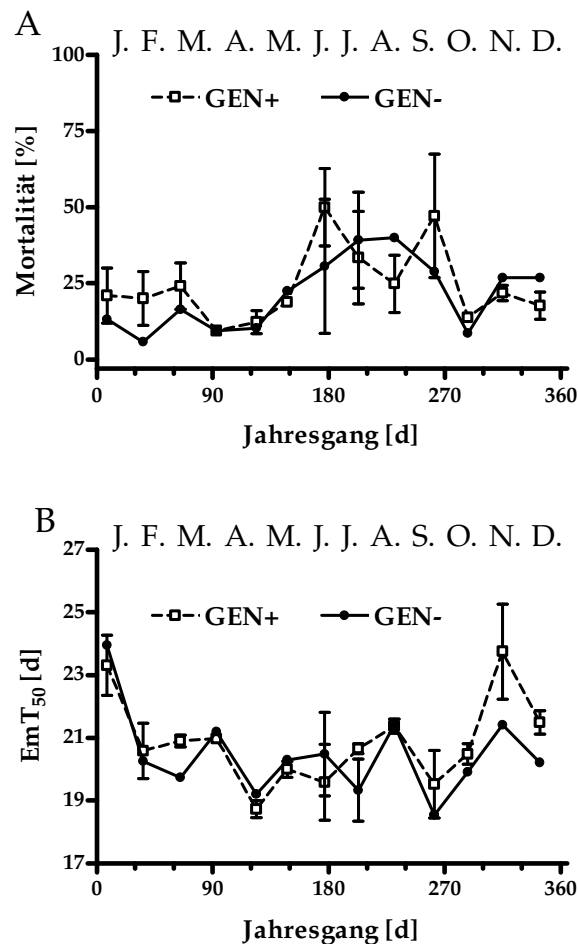 A
J. F. M. A. M. J. J. A. S. O. N. D.
100
GEN+ GEN-
75
50
25
0
Mortalität [%]
0 90 180 270 360
Jahresgang [d]
B
J. F. M. A. M. J. J. A. S. O. N. D.
27
GEN+ GEN-
25
23
21
19
17
EmT50 [d]
0 90 180 270 360
Jahresgang [d]